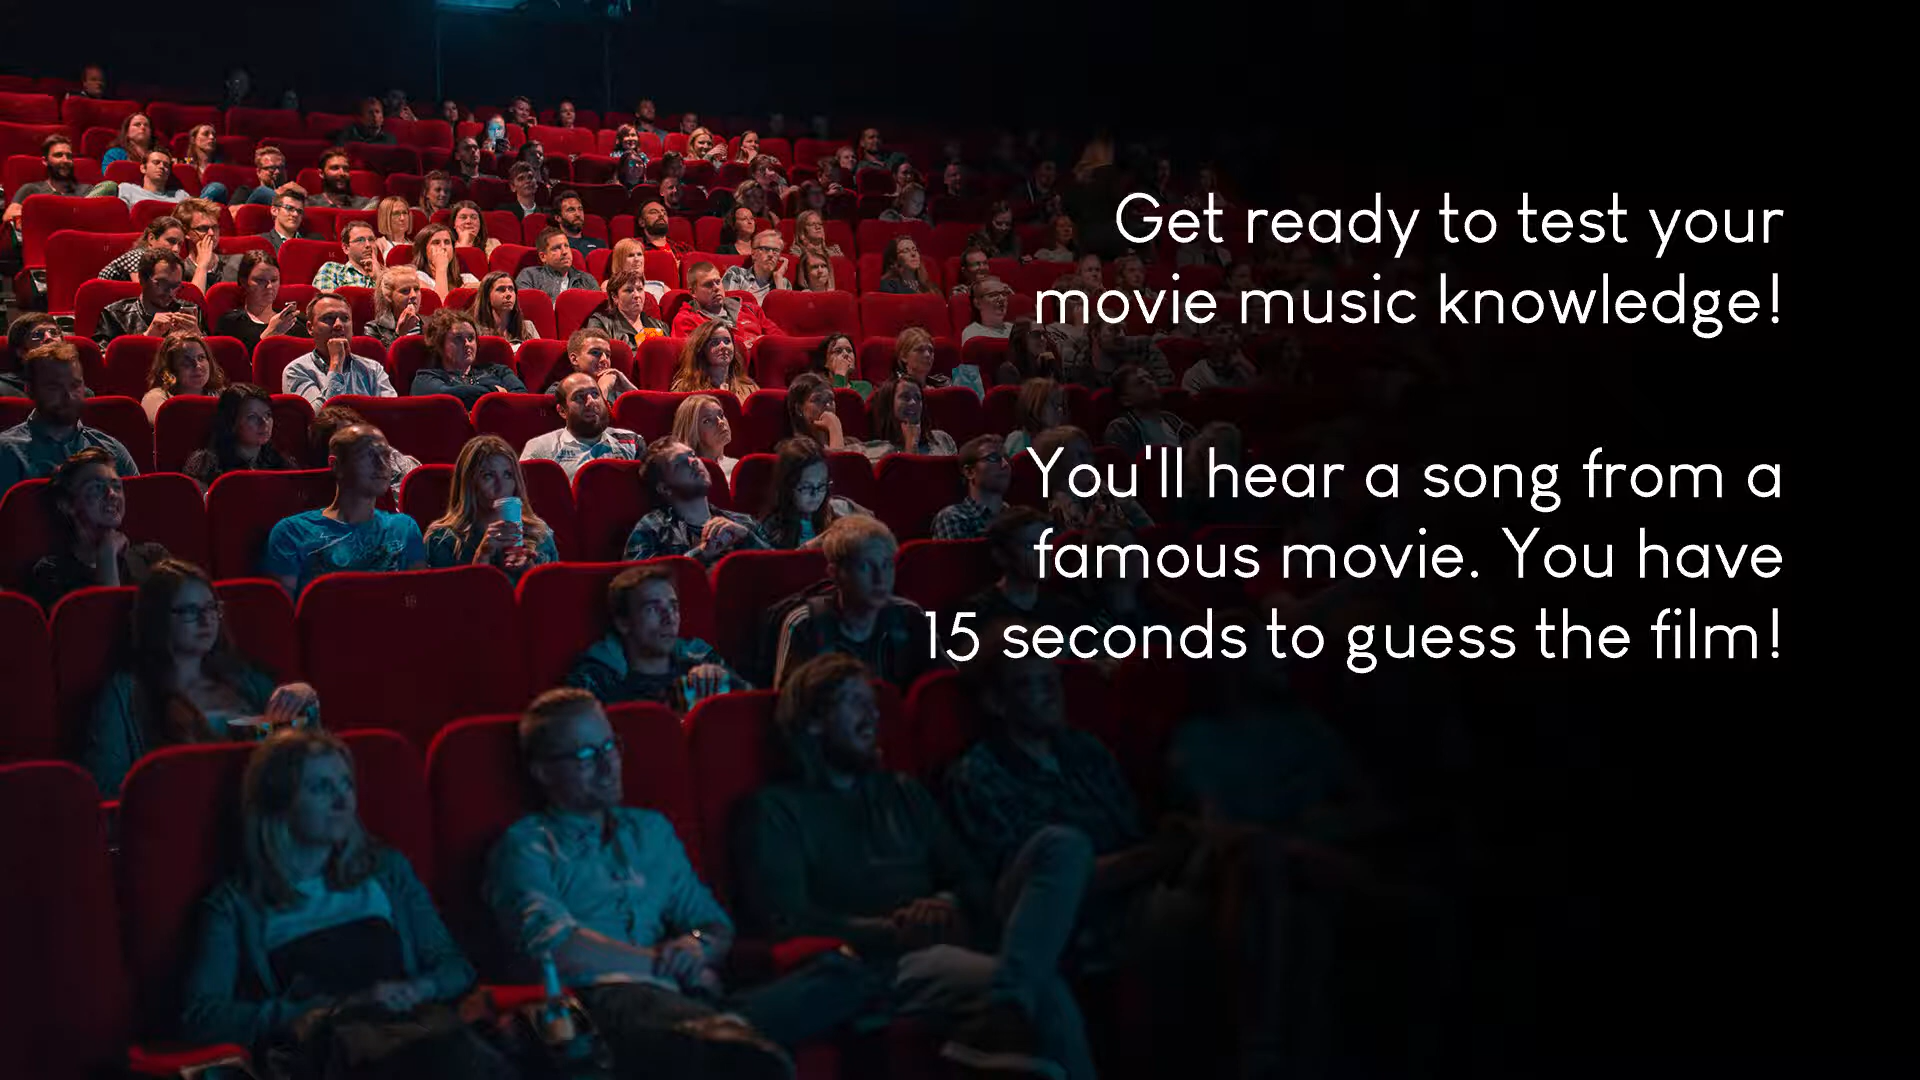 Get ready to test your
movie music knowledge!
You'll hear a song from a
famous movie. You have
15 seconds to guess the film!